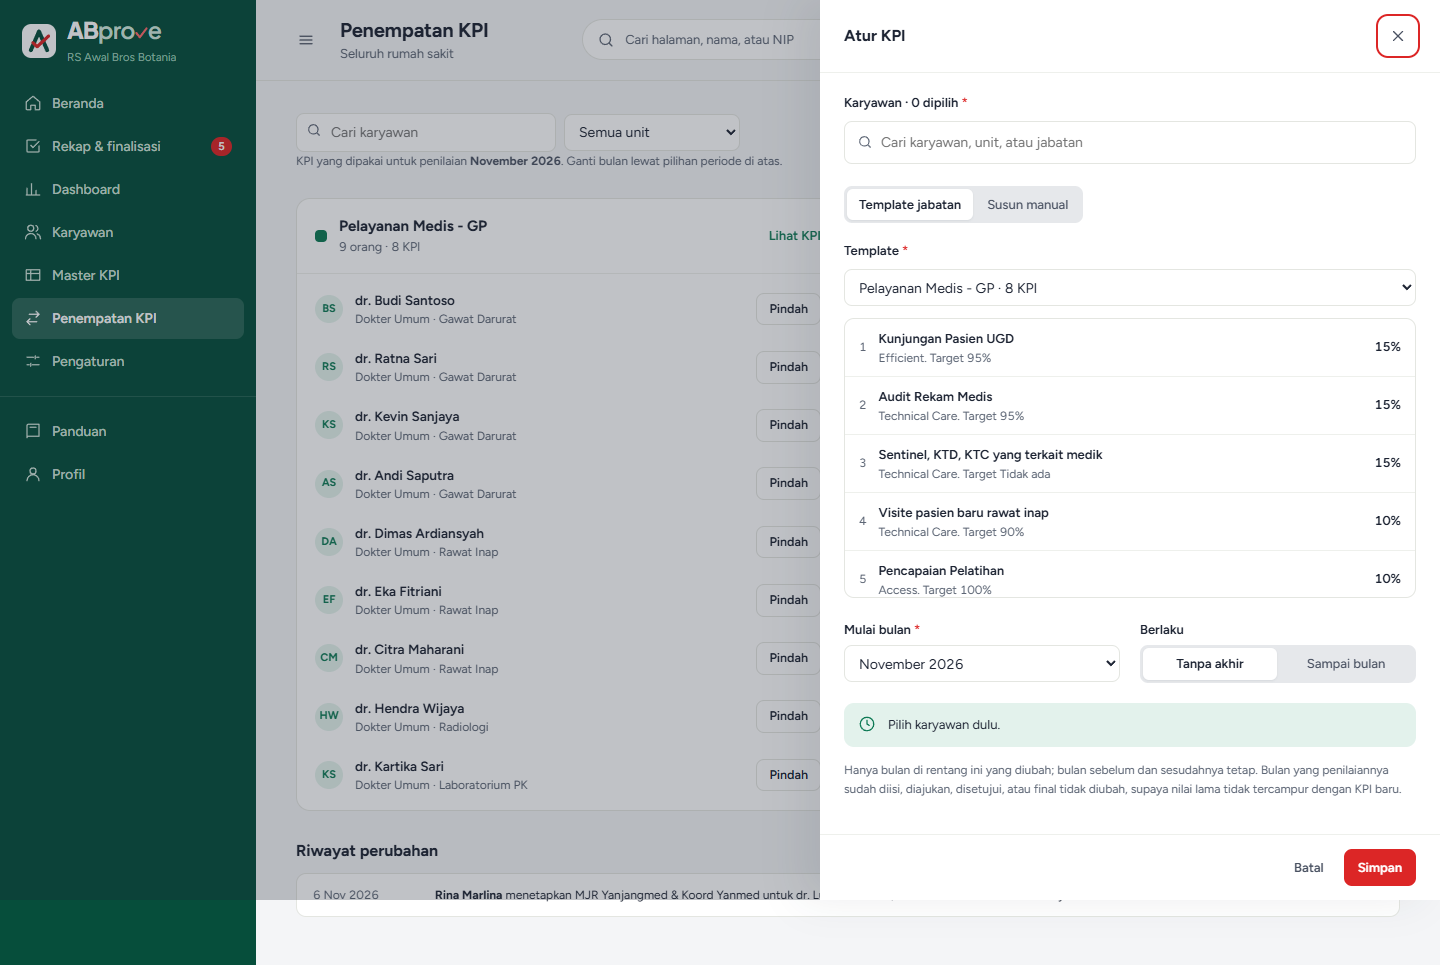 ABprove
RS Awal Bros Botania
Beranda
Rekap & finalisasi 5
Dashboard
Karyawan
Master KPI
Penempatan KPI
Pengaturan
Panduan
Profil
Penempatan KPI
Seluruh rumah sakit
Cari halaman, nama, atau NIP
Cari karyawan
Semua unit
KPI yang dipakai untuk penilaian November 2026. Ganti bulan lewat pilihan periode di atas.
Pelayanan Medis - GP
9 orang · 8 KPI
Lihat KPI
BS dr. Budi Santoso
Dokter Umum · Gawat Darurat
Pindah
RS dr. Ratna Sari
Dokter Umum · Gawat Darurat
Pindah
KS dr. Kevin Sanjaya
Dokter Umum · Gawat Darurat
Pindah
AS dr. Andi Saputra
Dokter Umum · Gawat Darurat
Pindah
DA dr. Dimas Ardiansyah
Dokter Umum · Rawat Inap
Pindah
EF dr. Eka Fitriani
Dokter Umum · Rawat Inap
Pindah
CM dr. Citra Maharani
Dokter Umum · Rawat Inap
Pindah
HW dr. Hendra Wijaya
Dokter Umum · Radiologi
Pindah
KS dr. Kartika Sari
Dokter Umum · Laboratorium PK
Pindah
Riwayat perubahan
6 Nov 2026 Rina Marlina menetapkan MJR Yanjangmed & Koord Yanmed untuk dr.
Atur KPI
Karyawan · 0 dipilih *
Cari karyawan, unit, atau jabatan
Template jabatan Susun manual
Template *
Pelayanan Medis - GP · 8 KPI
1 Kunjungan Pasien UGD 15%
Efficient. Target 95%
2 Audit Rekam Medis 15%
Technical Care. Target 95%
3 Sentinel, KTD, KTC yang terkait medik 15%
Technical Care. Target Tidak ada
4 Visite pasien baru rawat inap 10%
Technical Care. Target 90%
5 Pencapaian Pelatihan 10%
Access. Target 100%
Mulai bulan * Berlaku
November 2026 Tanpa akhir Sampai bulan
Pilih karyawan dulu.
Hanya bulan di rentang ini yang diubah; bulan sebelum dan sesudahnya tetap. Bulan yang penilaiannya
sudah diisi, diajukan, disetujui, atau final tidak diubah, supaya nilai lama tidak tercampur dengan KPI baru.
Batal Simpan